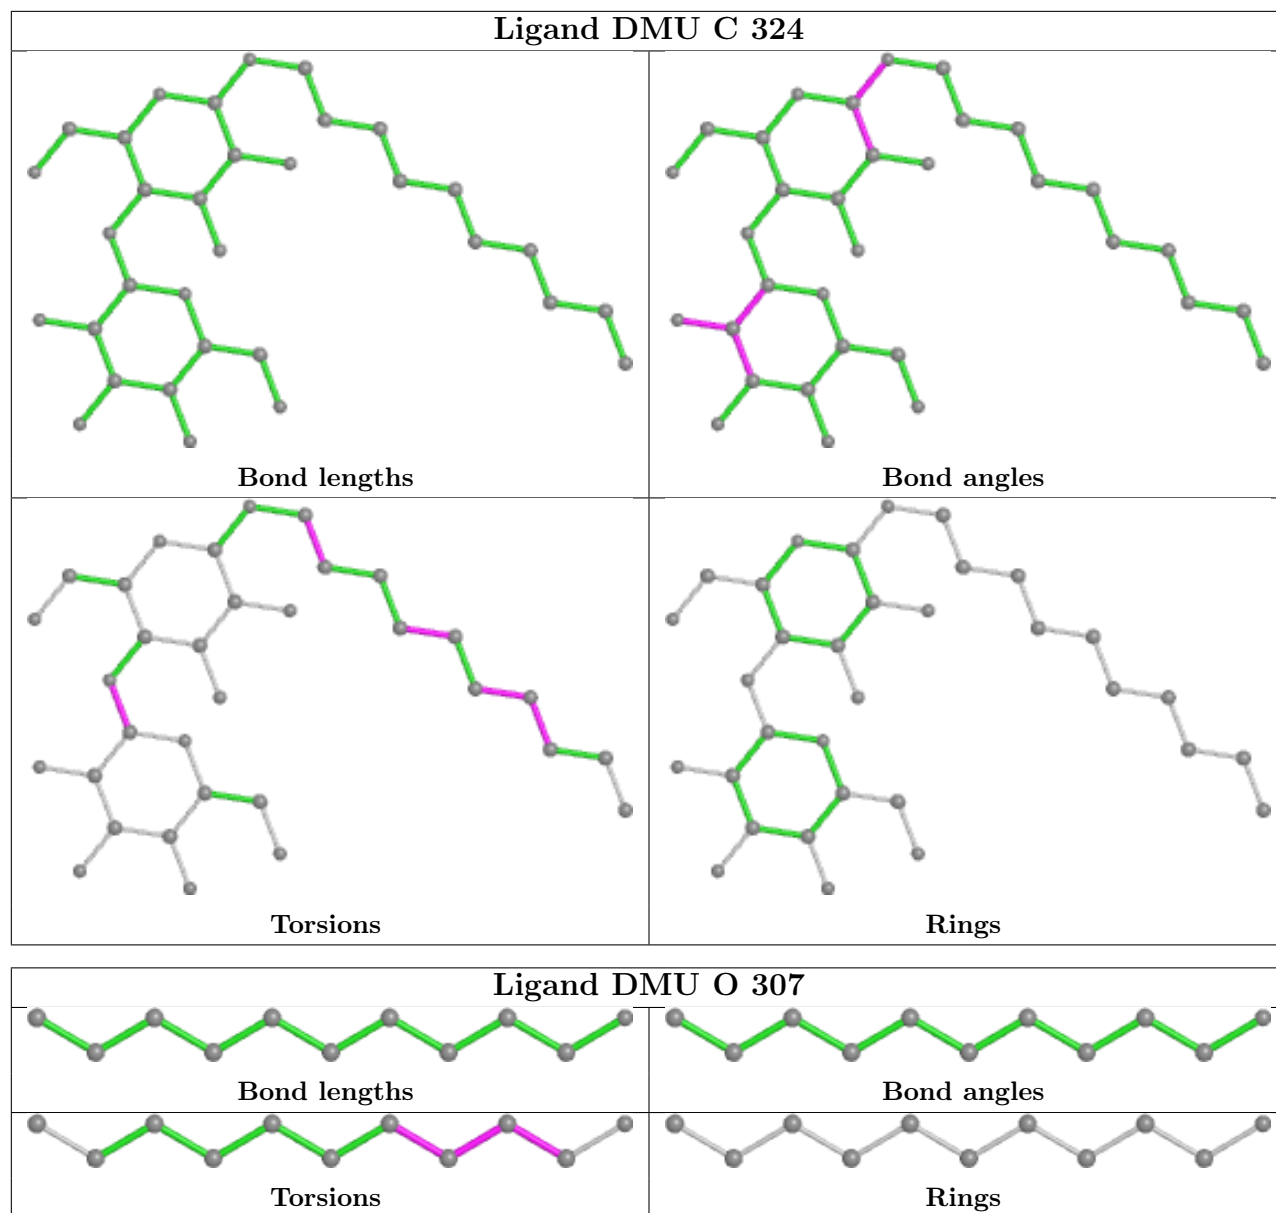 Ligand DMU C 324
Bond lengths
Bond angles
Torsions
Rings
Ligand DMU O 307
Bond lengths
Bond angles
Torsions
Rings